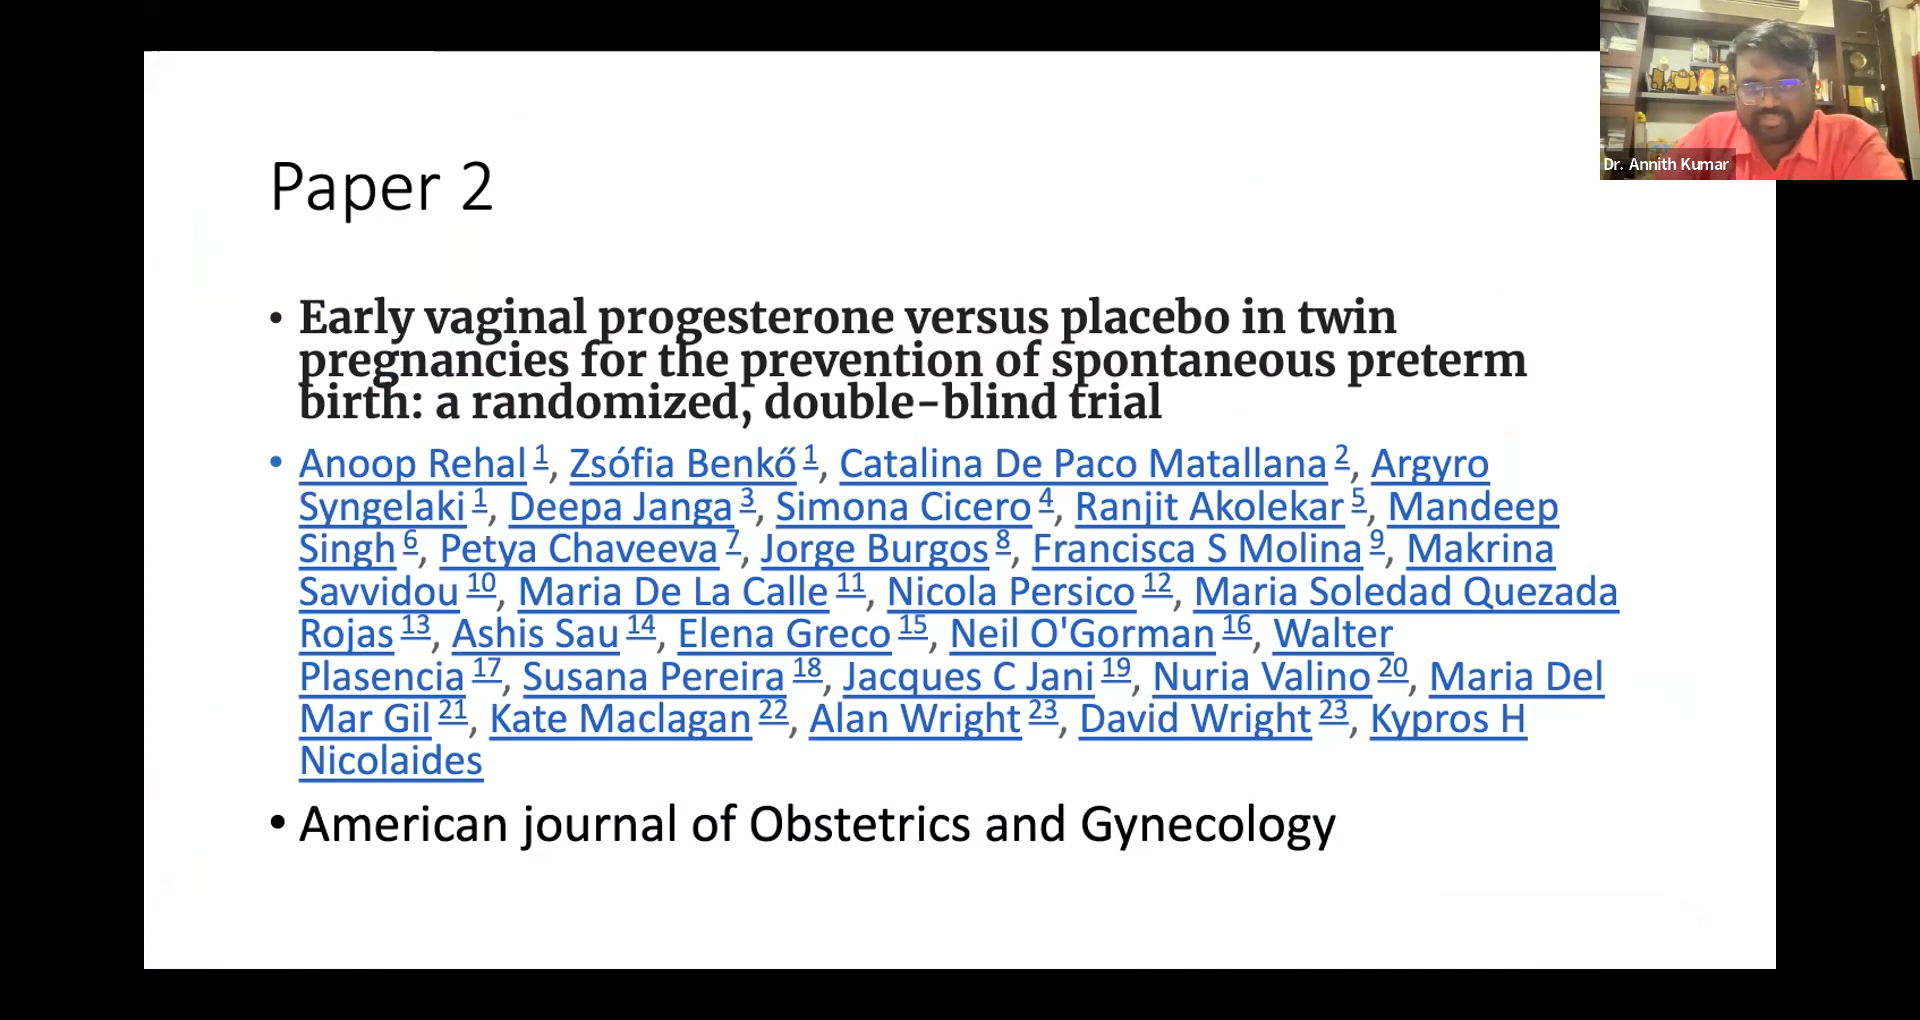 Dr. Annith Kumar
Paper 2
• Early vaginal progesterone versus placebo in twin
pregnancies for the prevention of spontaneous preterm
birth: a randomized, double-blind trial
• Anoop Rehal 1, Zsófia Benkő 1, Catalina De Paco Matallana 2, Argyro
Syngelaki 1, Deepa Janga 3, Simona Cicero 4, Ranjit Akolekar 5, Mandeep
Singh 6, Petya Chaveeva 7, Jorge Burgos 8, Francisca S Molina 9, Makrina
Savvidou 10, Maria De La Calle 11, Nicola Persico 12, Maria Soledad Quezada
Rojas 13, Ashis Sau 14, Elena Greco 15, Neil O'Gorman 16, Walter
Plasencia 17, Susana Pereira 18, Jacques C Jani 19, Nuria Valino 20, Maria Del
Mar Gil 21, Kate Maclagan 22, Alan Wright 23, David Wright 23, Kypros H
Nicolaides
• American journal of Obstetrics and Gynecology